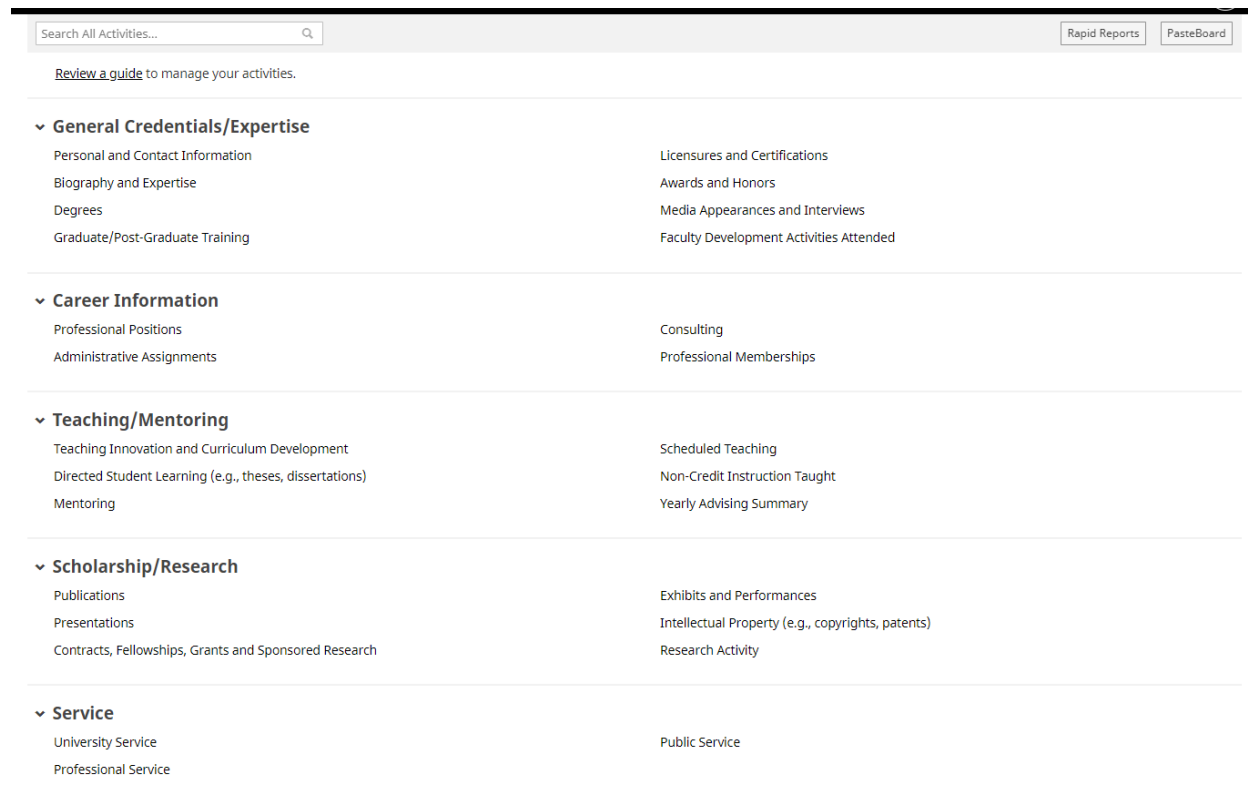 Search All Activities...
Rapid Reports
PasteBoard
Review a guide to manage your activities.
General Credentials/Expertise
Personal and Contact Information
Licensures and Certifications
Biography and Expertise
Awards and Honors
Degrees
Media Appearances and Interviews
Graduate/Post-Graduate Training
Faculty Development Activities Attended
Career Information
Professional Positions
Consulting
Administrative Assignments
Professional Memberships
Teaching/Mentoring
Teaching Innovation and Curriculum Development
Scheduled Teaching
Directed Student Learning (e.g., theses, dissertations)
Non-Credit Instruction Taught
Mentoring
Yearly Advising Summary
Scholarship/Research
Publications
Exhibits and Performances
Presentations
Intellectual Property (e.g., copyrights, patents)
Contracts, Fellowships, Grants and Sponsored Research
Research Activity
Service
University Service
Public Service
Professional Service